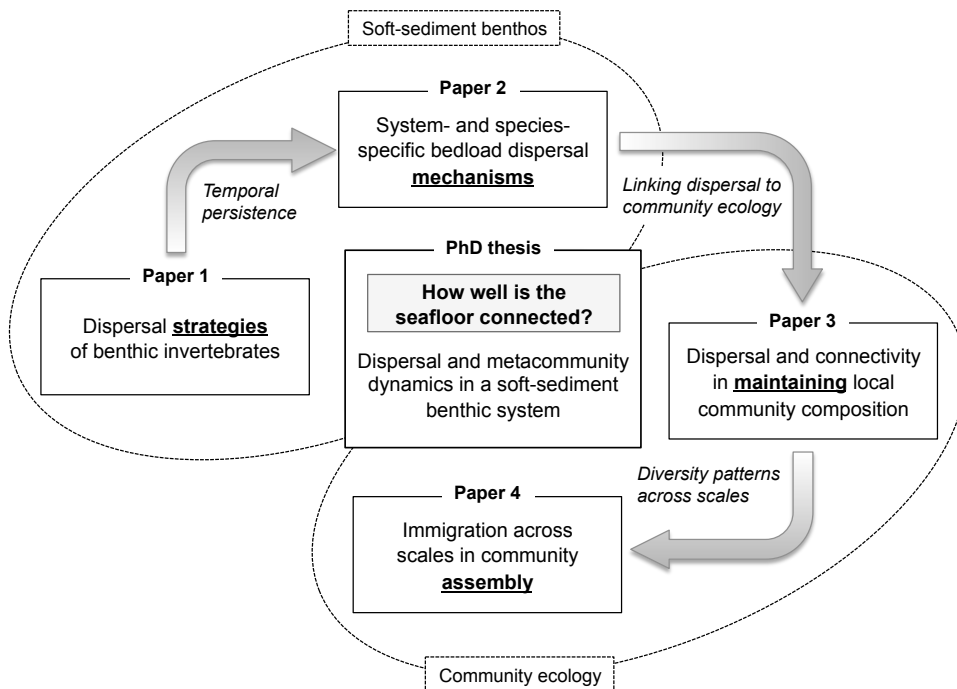 Soft-sediment benthos
Paper 2
System- and species-
specific bedload dispersal
mechanisms
Temporal
persistence
Linking dispersal to
community ecology
Paper 1
Dispersal strategies
of benthic invertebrates
PhD thesis
How well is the
seafloor connected?
Dispersal and metacommunity
dynamics in a soft-sediment
benthic system
Paper 3
Dispersal and connectivity
in maintaining local
community composition
Diversity patterns
across scales
Paper 4
Immigration across
scales in community
assembly
Community ecology